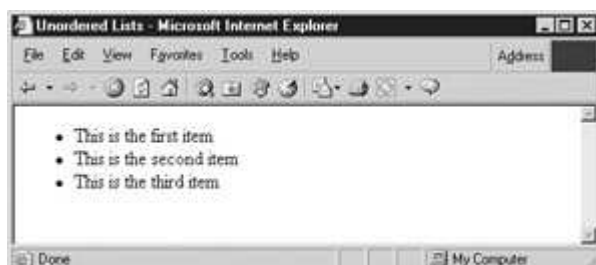 Unordered Lists - Microsoft Internet Explorer
File Edit View Favorites Tools Help Address
This is the first item
This is the second item
This is the third item
Done My Computer